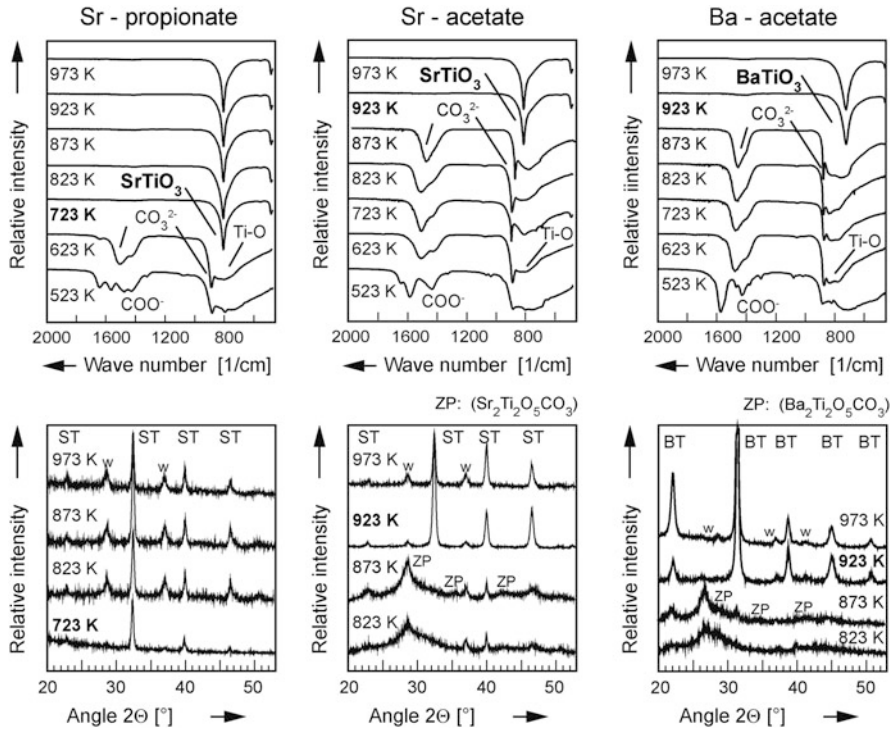 Sr - propionate
973 K
923 K
873 K
823 K
SrTiO3
723 K
CO3 2-
Ti-O
623 K
523 K
COO-
Relative intensity
2000 1600 1200 800
Wave number [1/cm]
Sr - acetate
973 K
SrTiO3
923 K
CO3 2-
873 K
823 K
723 K
623 K
Ti-O
523 K
COO-
Relative intensity
2000 1600 1200 800
Wave number [1/cm]
Ba - acetate
973 K
BaTiO3
923 K
CO3 2-
873 K
823 K
723 K
623 K
Ti-O
523 K
COO-
Relative iintensity
2000 1600 1200 800
Wave number [1/cm]
ST ST ST ST
973 K
w w
873 K
823 K
723 K
Relative intensity
20 30 40 50
Angle 2Θ [°]
ZP: (Sr2Ti2O5CO3)
ST ST ST ST
973 K
w w
923 K
873 K
ZP ZP ZP
823 K
Relative intensity
20 30 40 50
Angle 2Θ [°]
ZP: (Ba2Ti2O5CO3)
BT BT BT BT BT
973 K
w w w
923 K
873 K
ZP ZP ZP
823 K
Relative intensity
20 30 40 50
Angle 2Θ [°]